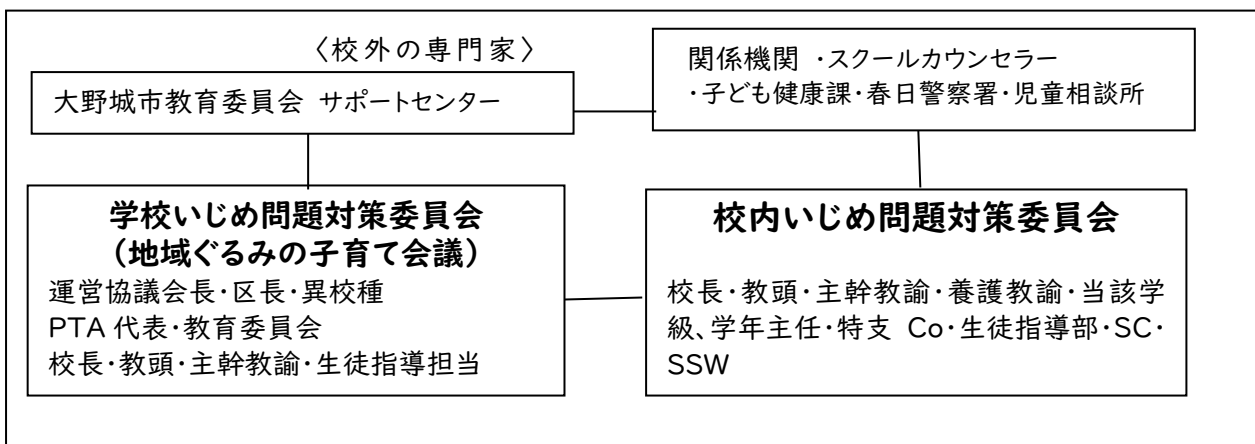 〈校外の専門家〉
大野城市教育委員会 サポートセンター
関係機関 ・スクールカウンセラー
・子ども健康課・春日警察署・児童相談所
学校いじめ問題対策委員会
（地域ぐるみの子育て会議）
運営協議会長・区長・異校種
PTA 代表・教育委員会
校長・教頭・主幹教諭・生徒指導担当
校内いじめ問題対策委員会
校長・教頭・主幹教諭・養護教諭・当該学
級、学年主任・特支 Co・生徒指導部・SC・
SSW